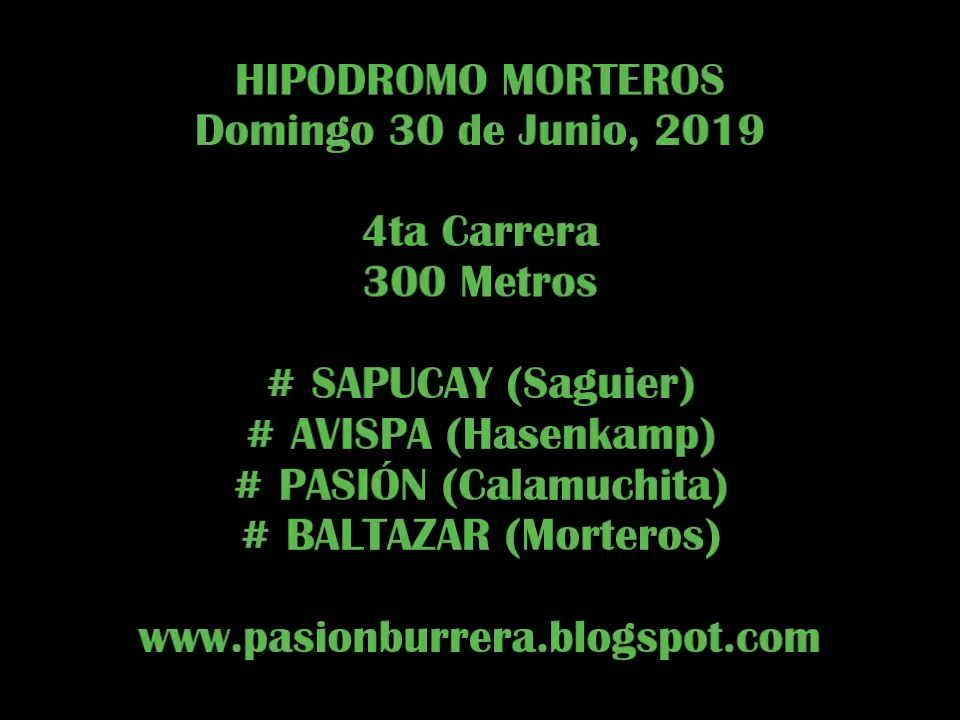 HIPODROMO MORTEROS
Domingo 30 de Junio, 2019
4ta Carrera
300 Metros
# SAPUCAY (Saguier)
# AVISPA (Hasenkamp)
# PASIÓN (Calamuchita)
# BALTAZAR (Morteros)
www.pasionburrera.blogspot.com